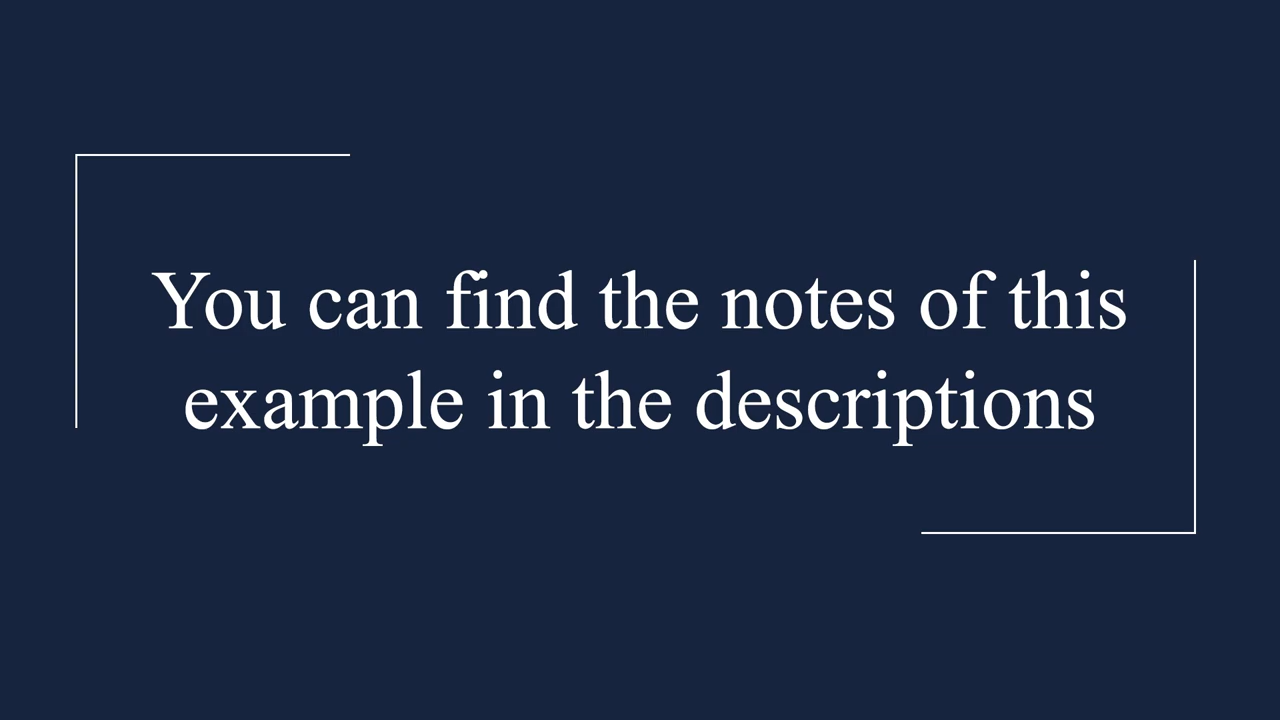 You can find the notes of this
example in the descriptions